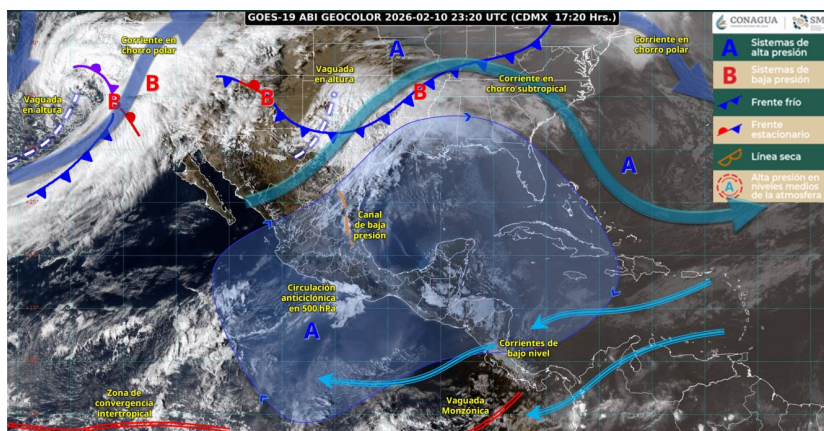 GOES-19 ABI GEOCOLOR 2026-02-10 23:20 UTC (CDMX 17:20 Hrs.)
CONAGUA
SM
Corriente en
chorro polar
A
Corriente en
chorro polar
A
Sistemas de
alta presión
B
Sistemas de
baja presión
Frente frío
Frente
estacionario
Línea seca
A
Alta presión en
niveles medios
de la atmosfera
Vaguada
en altura
B
B
Vaguada
en altura
B
B
Corriente en
chorro subtropical
A
Canal
de baja
presión
Circulación
anticiclónica
en 500 hPa
A
Corrientes de
bajo nivel
Zona de
convergencia
intertropical
Vaguada
Monzónica